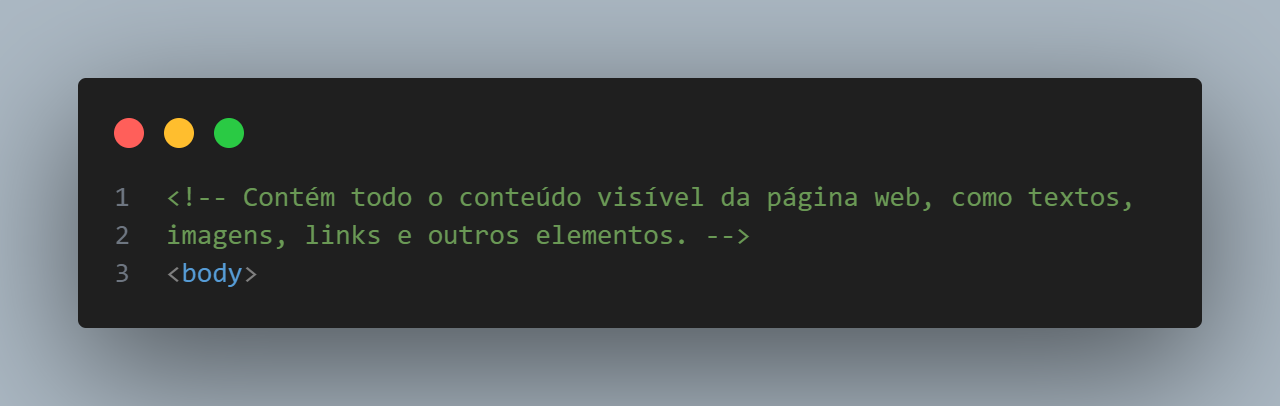 1 <!-- Contém todo o conteúdo visível da página web, como textos,
2 imagens, links e outros elementos. -->
3 <body>